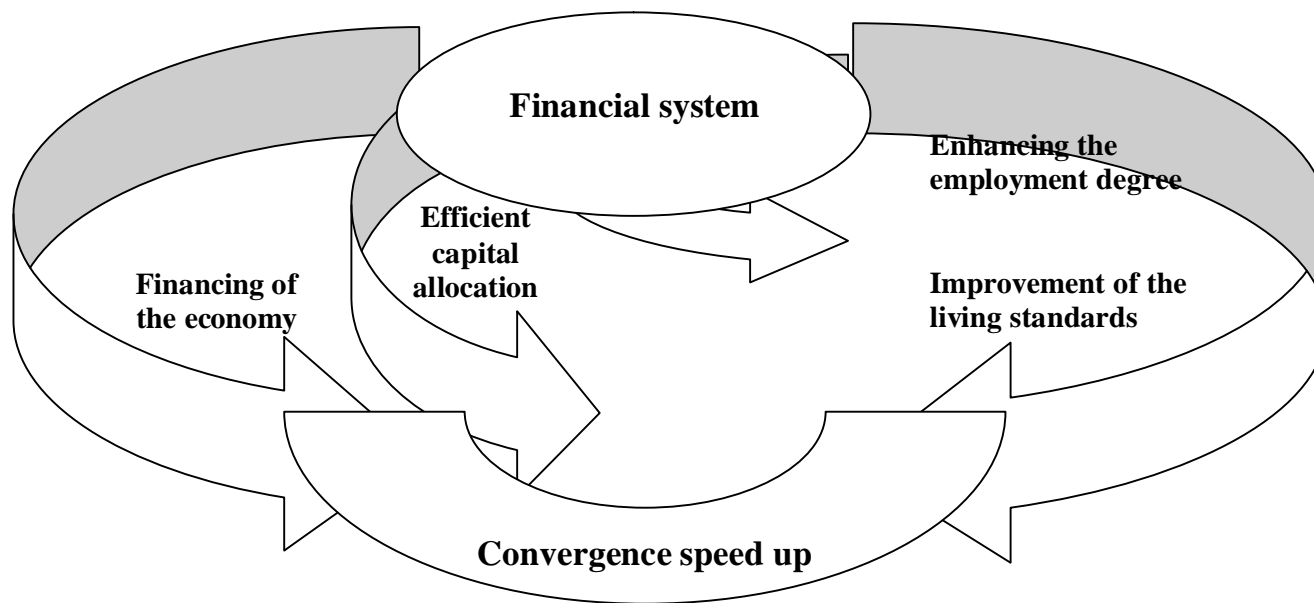 Financial system
Enhancing the
employment degree
Efficient
capital
allocation
Financing of
the economy
Improvement of the
living standards
Convergence speed up